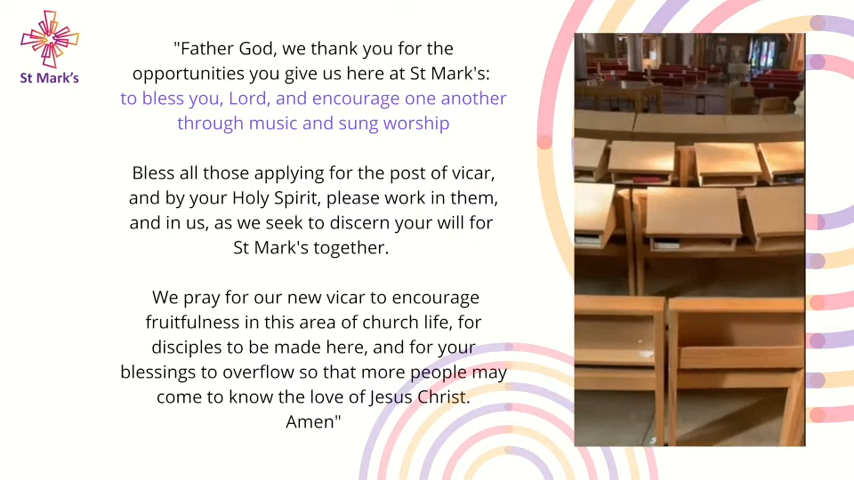 St Mark's
"Father God, we thank you for the
opportunities you give us here at St Mark's:
to bless you, Lord, and encourage one another
through music and sung worship
Bless all those applying for the post of vicar,
and by your Holy Spirit, please work in them,
and in us, as we seek to discern your will for
St Mark's together.
We pray for our new vicar to encourage
fruitfulness in this area of church life, for
disciples to be made here, and for your
blessings to overflow so that more people may
come to know the love of Jesus Christ.
Amen"